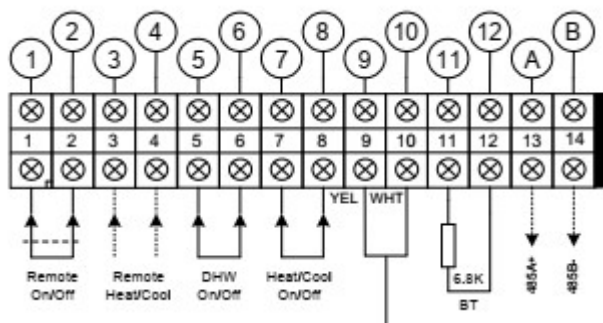 1 2 3 4 5 6 7 8 9 10 11 12 A B
1 2 3 4 5 6 7 8 9 10 11 12 13 14
YEL WHT
6.8K
Remote On/Off
Remote Heat/Cool
DHW On/Off
Heat/Cool On/Off
BT
485A+
485B-